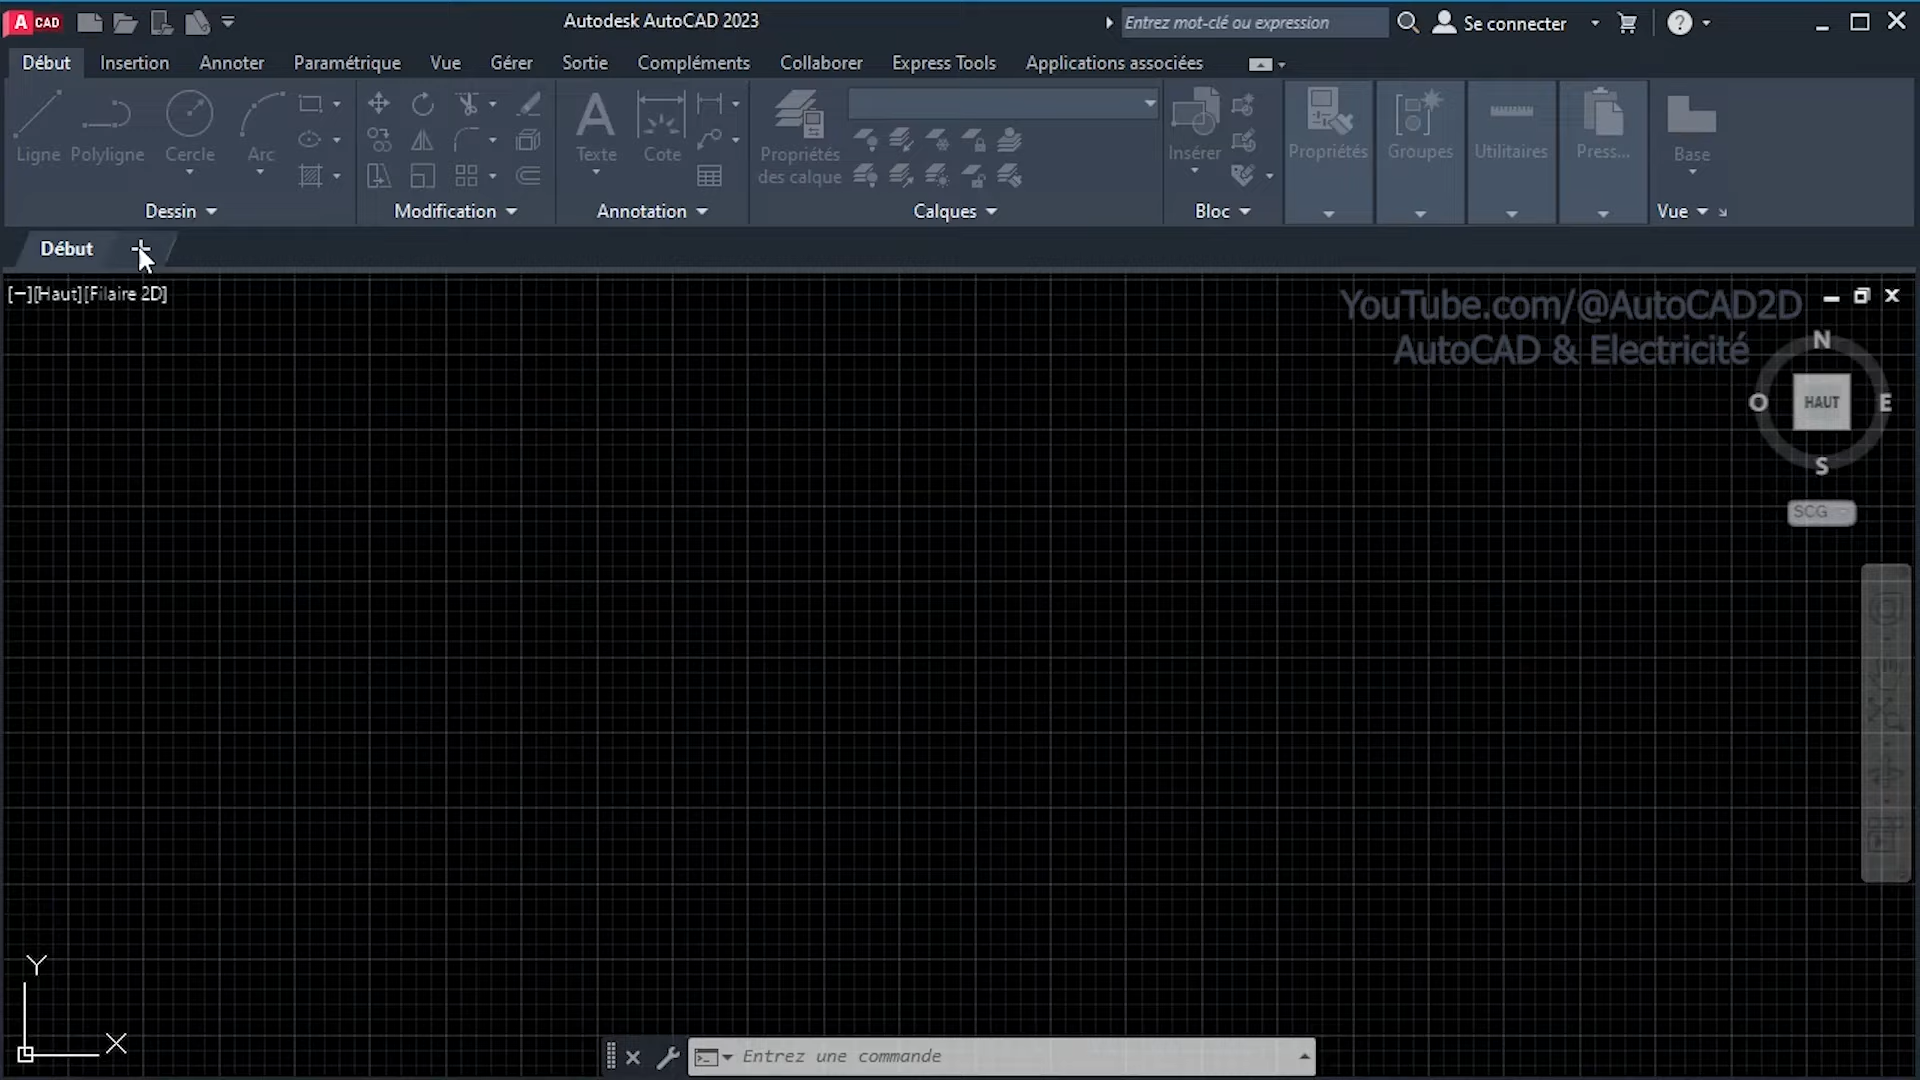 A CAD
Autodesk AutoCAD 2023
Entrez mot-clé ou expression
Se connecter
?
Début Insertion Annoter Paramétrique Vue Gérer Sortie Compléments Collaborer Express Tools Applications associées
Ligne Polyligne Cercle Arc
A
Texte Cote
Propriétés
des calque
Insérer
Propriétés
Groupes
Utilitaires
Press...
Base
Dessin Modification Annotation Calques Bloc Vue
Début +
[−][Haut][Filaire 2D]
YouTube.com/@AutoCAD2D
AutoCAD & Electricité
N
O HAUT E
S
SCG
Y
X
Entrez une commande